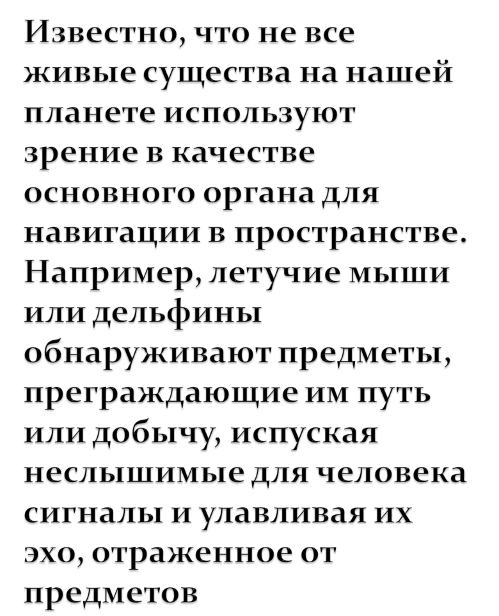 Известно, что не все
живые существа на нашей
планете используют
зрение в качестве
основного органа для
навигации в пространстве.
Например, летучие мыши
или дельфины
обнаруживают предметы,
преграждающие им путь
или добычу, испуская
неслышимые для человека
сигналы и улавливая их
эхо, отраженное от
предметов